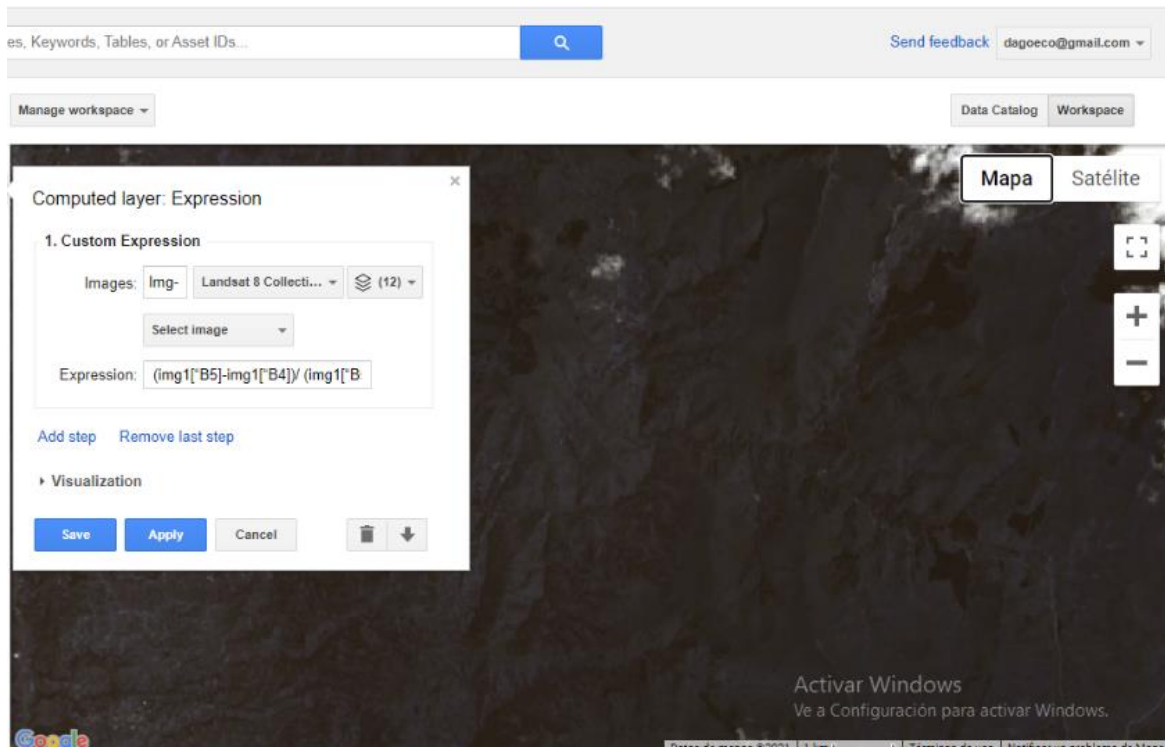 es, Keywords, Tables, or Asset IDs...
Send feedback dagoeco@gmail.com
Manage workspace
Data Catalog Workspace
Mapa Satélite
Computed layer: Expression
1. Custom Expression
Images: Img- Landsat 8 Collecti... (12)
Select image
Expression: (img1["B5]-img1["B4])/ (img1["B
Add step Remove last step
Visualization
Save Apply Cancel
Activar Windows
Ve a Configuración para activar Windows.
Google